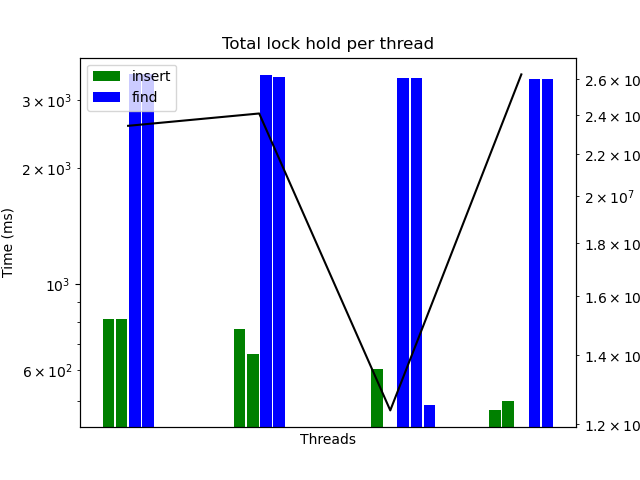 Total lock hold per thread
insert
find
3 × 10³
2 × 10³
10³
6 × 10²
Time (ms)
Threads
2.6 × 10
2.4 × 10
2.2 × 10
2 × 10⁷
1.8 × 10
1.6 × 10
1.4 × 10
1.2 × 10